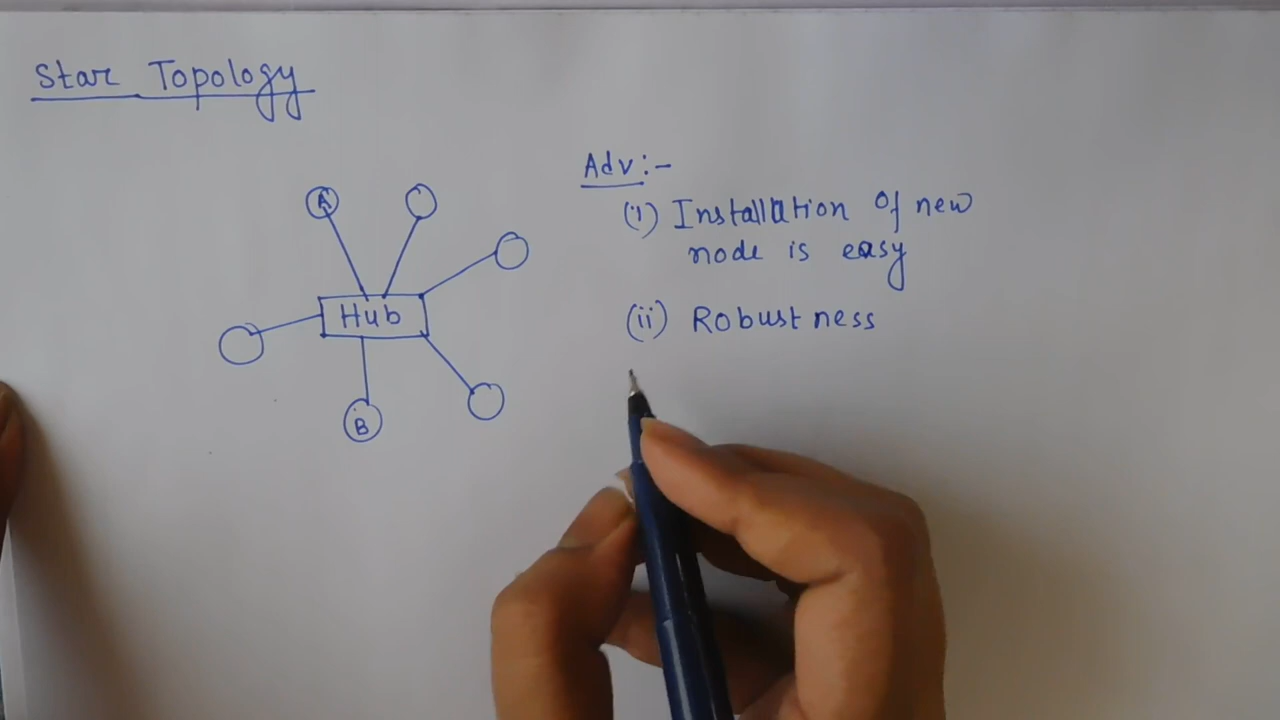 Star Topology
Adv:-
(i) Installation of new
node is easy
(ii) Robustness
A
Hub
B